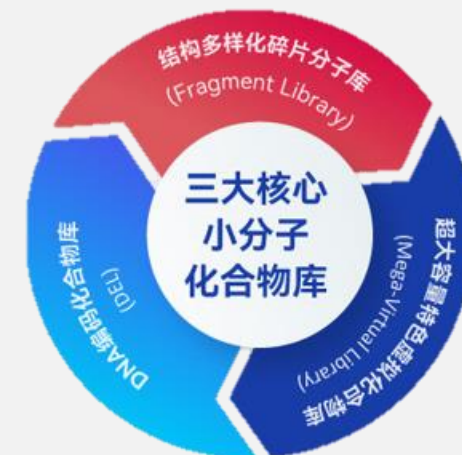 结构多样化碎片分子库
(Fragment Library)
三大核心
小分子
化合物库
超大容量特色虚拟化合物库
(Mega-Virtual Library)
DNA编码化合物库
(DEL)